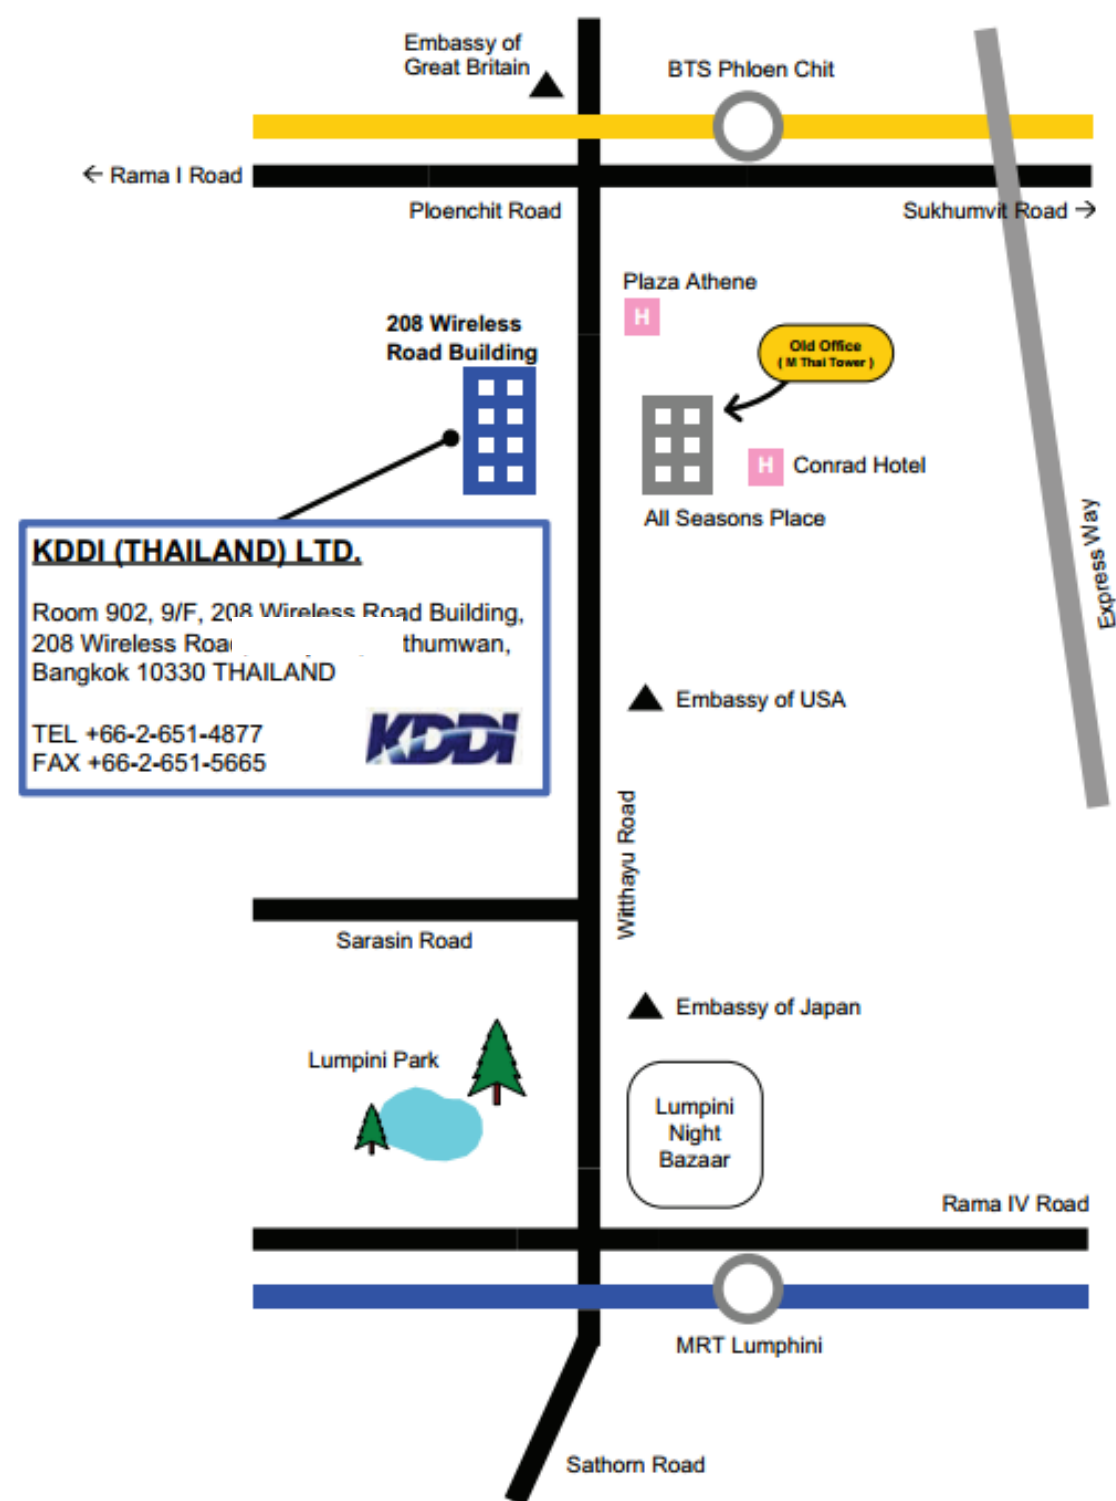 Embassy of
Great Britain
BTS Phloen Chit
← Rama I Road
Ploenchit Road
Sukhumvit Road →
Plaza Athene
H
208 Wireless
Road Building
Old Office
( M Thai Tower )
H Conrad Hotel
All Seasons Place
Express Way
KDDI (THAILAND) LTD.
Room 902, 9/F, 208 Wireless Road Building,
208 Wireless Road thumwan,
Bangkok 10330 THAILAND
TEL +66-2-651-4877
FAX +66-2-651-5665
KDDI
Embassy of USA
Witthayu Road
Sarasin Road
Embassy of Japan
Lumpini Park
Lumpini
Night
Bazaar
Rama IV Road
MRT Lumphini
Sathorn Road